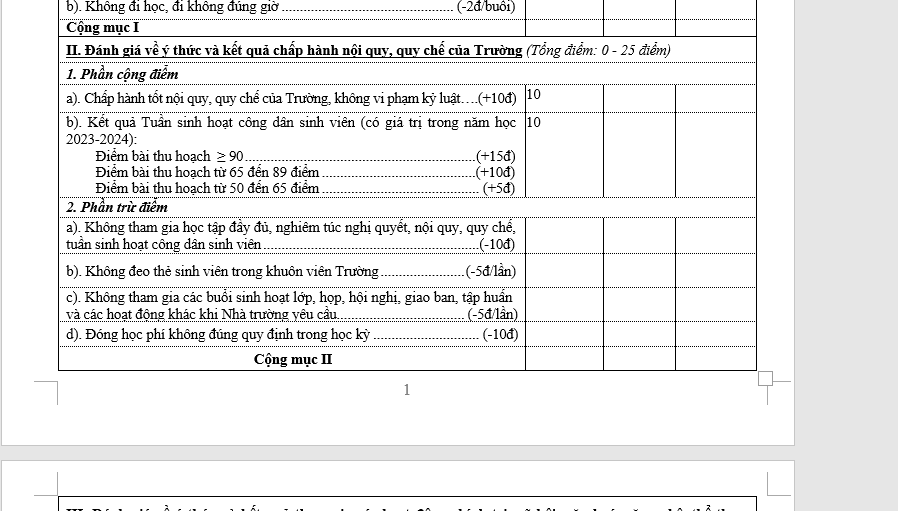 b). Không đi học, đi không đúng giờ ........................................................ (-2đ/buổi)
Cộng mục I
II. Đánh giá về ý thức và kết quả chấp hành nội quy, quy chế của Trường (Tổng điểm: 0 - 25 điểm)
1. Phần cộng điểm
a). Chấp hành tốt nội quy, quy chế của Trường, không vi phạm kỷ luật….(+10đ) 10
b). Kết quả Tuần sinh hoạt công dân sinh viên (có giá trị trong năm học 10
2023-2024):
Điểm bài thu hoạch ≥ 90..........................................................................(+15đ)
Điểm bài thu hoạch từ 65 đến 89 điểm ..................................................(+10đ)
Điểm bài thu hoạch từ 50 đến 65 điểm ................................................... (+5đ)
2. Phần trừ điểm
a). Không tham gia học tập đầy đủ, nghiêm túc nghị quyết, nội quy, quy chế,
tuần sinh hoạt công dân sinh viên .....................................................................(-10đ)
b). Không đeo thẻ sinh viên trong khuôn viên Trường ...........................(-5đ/lần)
c). Không tham gia các buổi sinh hoạt lớp, họp, hội nghị, giao ban, tập huấn
và các hoạt động khác khi Nhà trường yêu cầu......................................... (-5đ/lần)
d). Đóng học phí không đúng quy định trong học kỳ .................................. (-10đ)
Cộng mục II
1